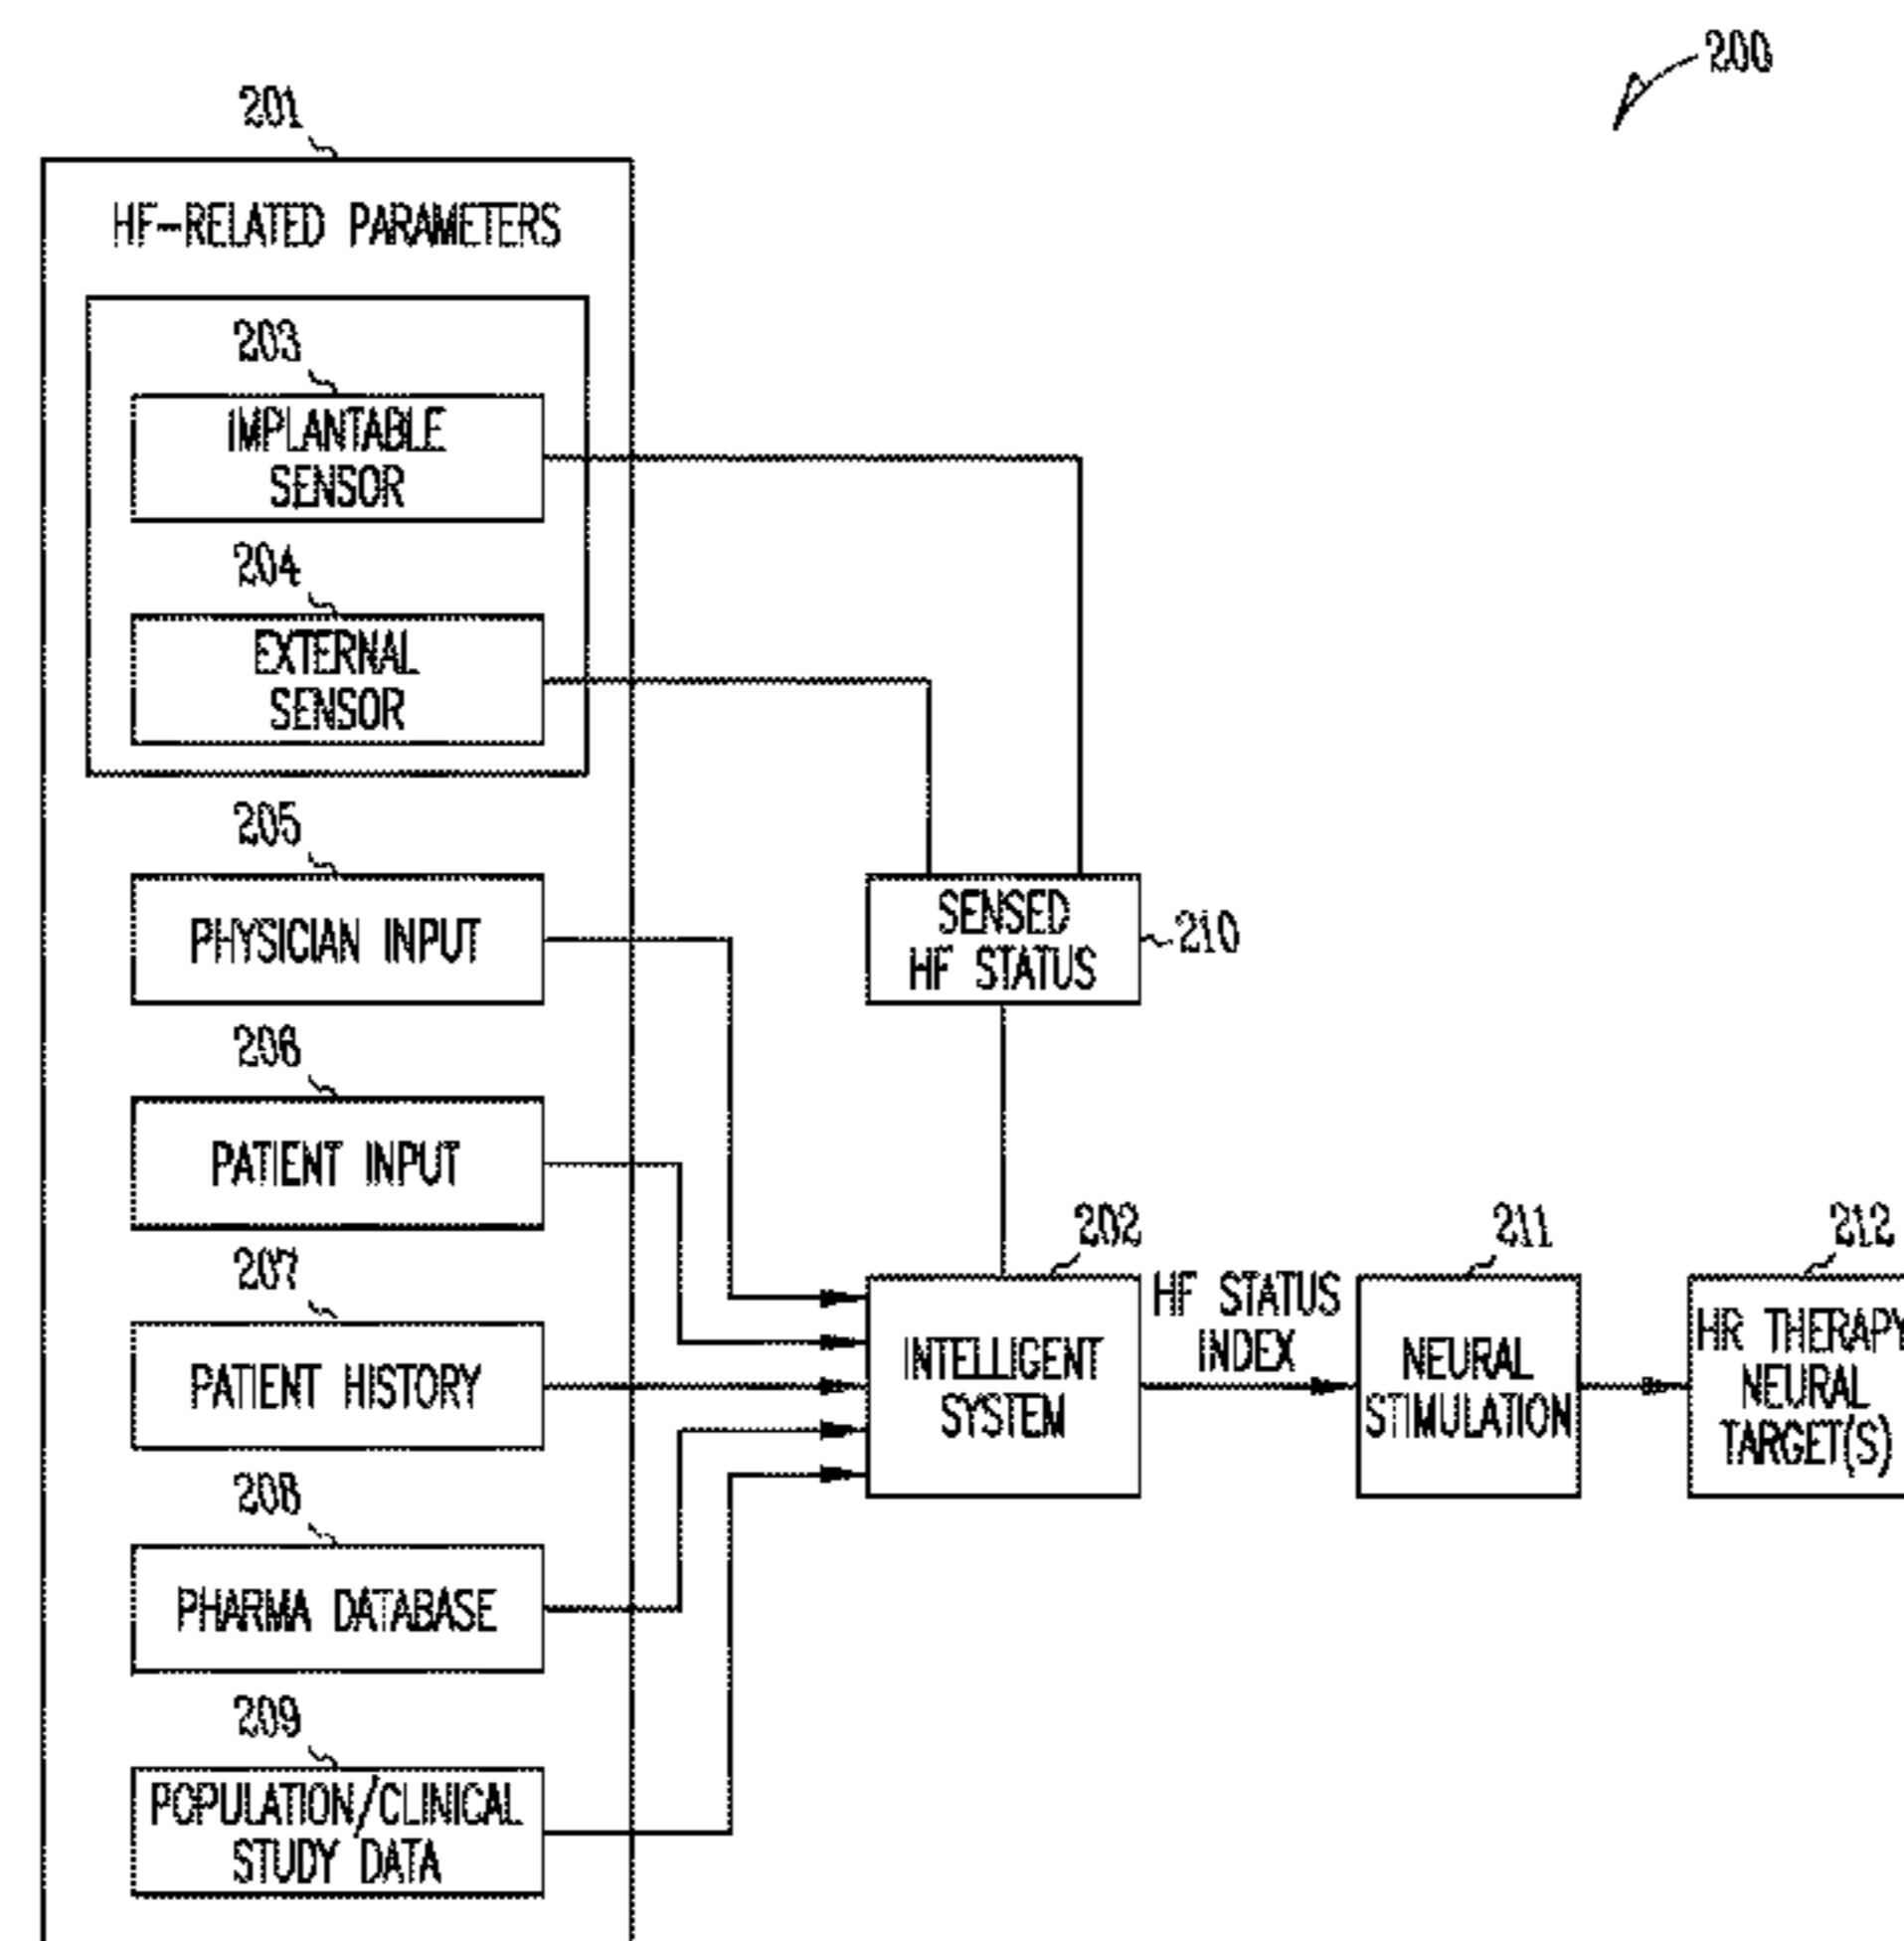 200
201
HF-RELATED PARAMETERS
203
IMPLANTABLE
SENSOR
204
EXTERNAL
SENSOR
205
PHYSICIAN INPUT
206
PATIENT INPUT
207
PATIENT HISTORY
208
PHARMA DATABASE
209
POPULATION/CLINICAL
STUDY DATA
SENSED
HF STATUS
210
202
INTELLIGENT
SYSTEM
HF STATUS
INDEX
211
NEURAL
STIMULATION
212
HR THERAPY
NEURAL
TARGET(S)